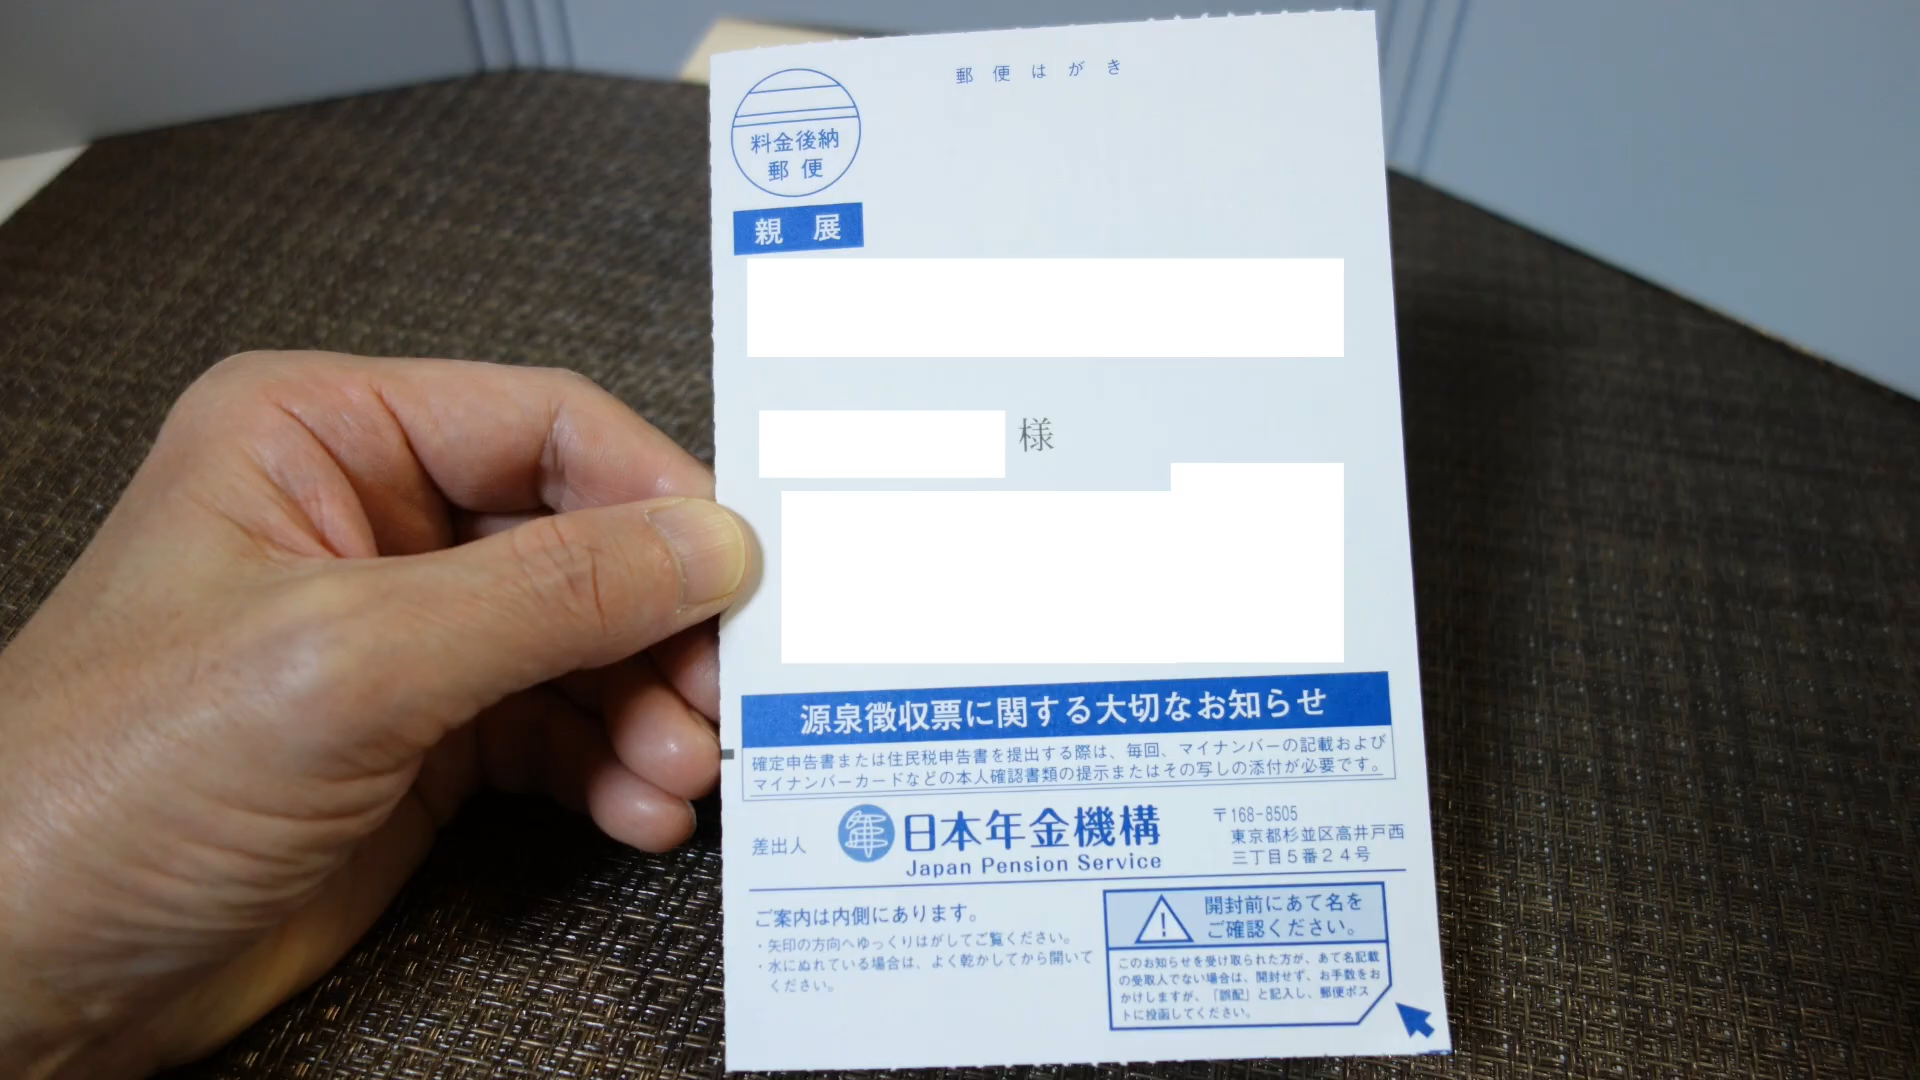 郵便はがき
料金後納
郵便
親展
様
源泉徴収票に関する大切なお知らせ
確定申告書または住民税申告書を提出する際は、毎回、マイナンバーの記載および
マイナンバーカードなどの本人確認書類の提示またはその写しの添付が必要です。
差出人
年
日本年金機構
Japan Pension Service
〒168-8505
東京都杉並区高井戸西
三丁目5番24号
ご案内は内側にあります。
・矢印の方向へゆっくりはがしてご覧ください。
・水にぬれている場合は、よく乾かしてから開いて
ください。
開封前にあて名を
ご確認ください。
このお知らせを受け取られた方が、あて名記載
の受取人でない場合は、開封せず、お手数をお
かけしますが、「誤配」と記入し、郵便ポス
トに投函してください。